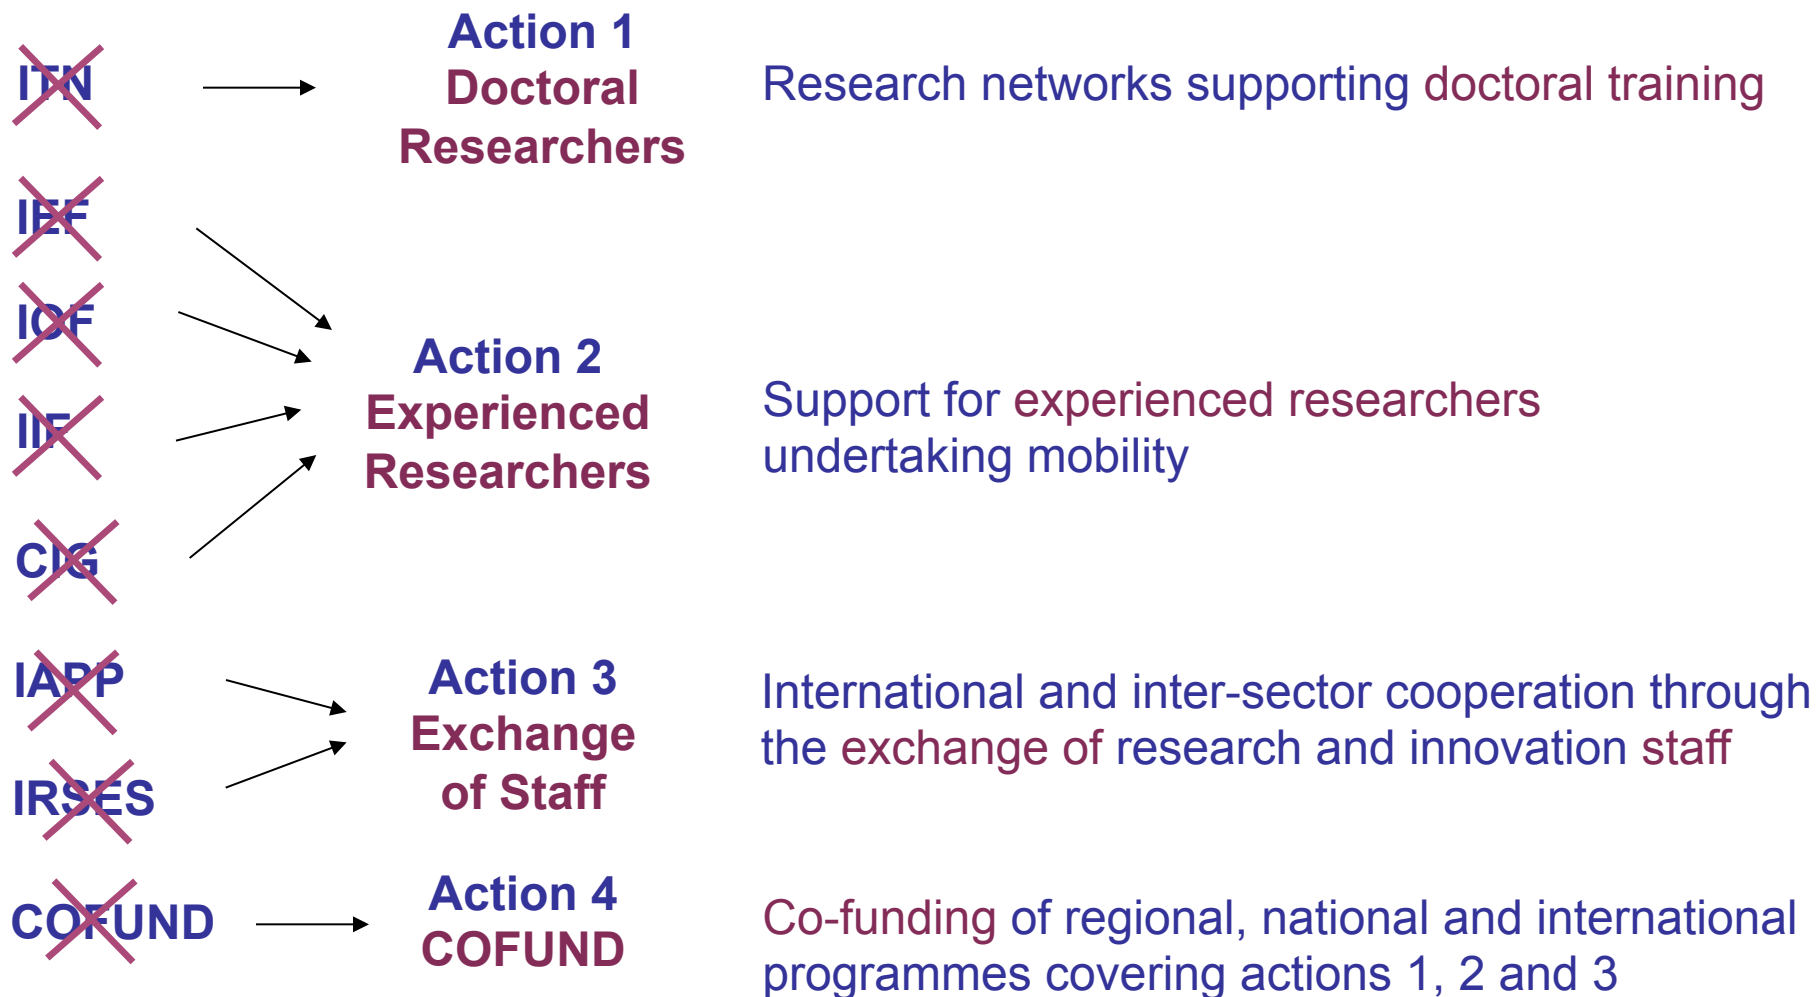 ITN
Action 1
Doctoral
Researchers
Research networks supporting doctoral training
IEF
IOF
IIF
CIG
Action 2
Experienced
Researchers
Support for experienced researchers
undertaking mobility
IAPP
IRSES
Action 3
Exchange
of Staff
International and inter-sector cooperation through
the exchange of research and innovation staff
COFUND
Action 4
COFUND
Co-funding of regional, national and international
programmes covering actions 1, 2 and 3